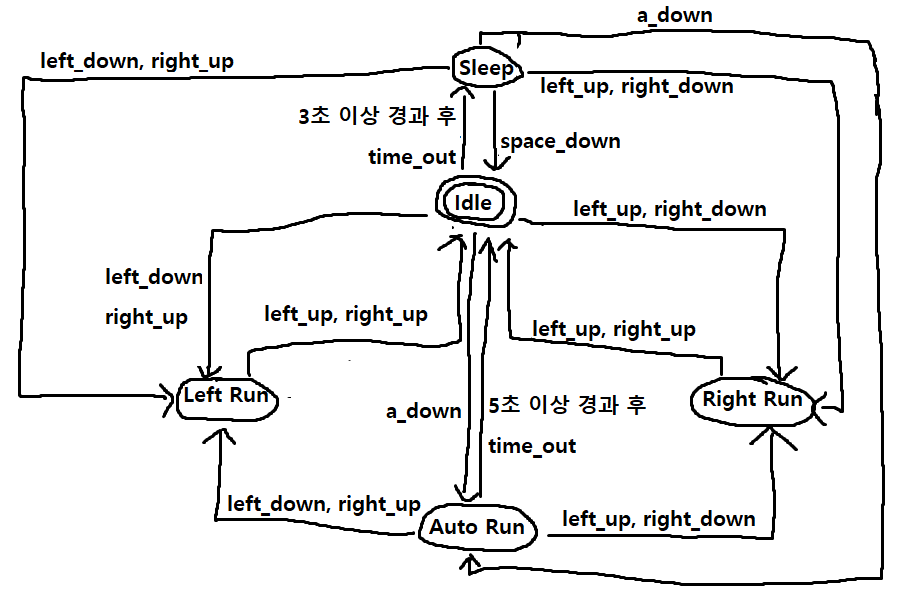 a_down
left_down, right_up
Sleep
left_up, right_down
3초 이상 경과 후
time_out
space_down
Idle
left_up, right_down
left_down
right_up
left_up, right_up
left_up, right_up
Left Run
Right Run
a_down
5초 이상 경과 후
time_out
left_down, right_up
Auto Run
left_up, right_down